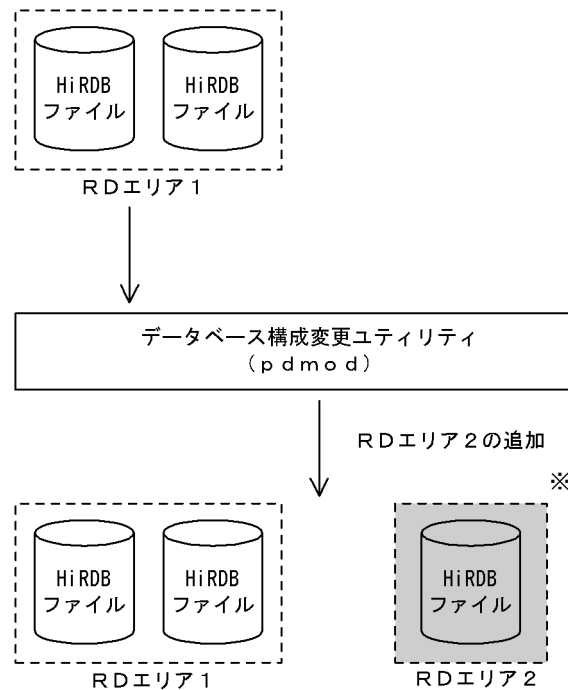 HiRDB
ファイル
HiRDB
ファイル
RDエリア1
データベース構成変更ユティリティ
(pdmod)
RDエリア2の追加
※
HiRDB
ファイル
HiRDB
ファイル
HiRDB
ファイル
RDエリア1
RDエリア2